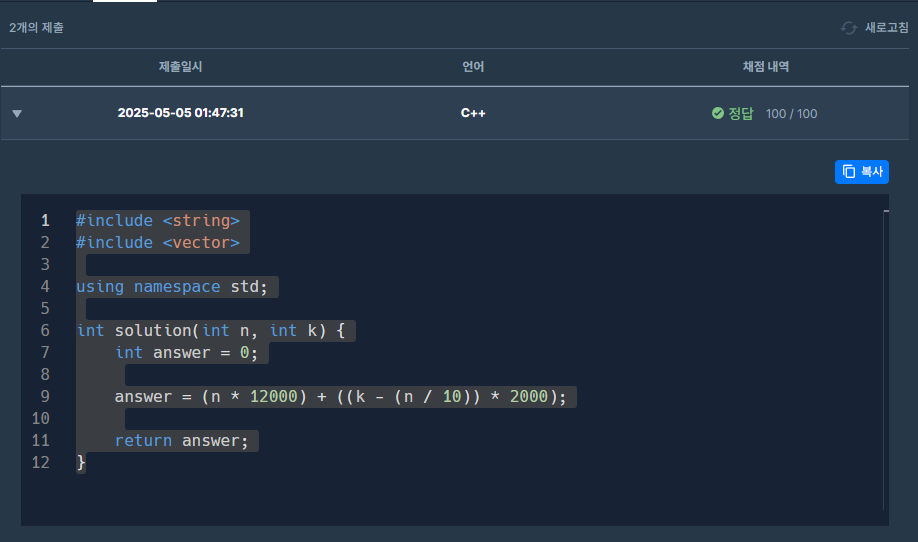 2개의 제출
새로고침
제출일시 언어 채점 내역
2025-05-05 01:47:31 C++ 정답 100 / 100
복사
1 #include <string>
2 #include <vector>
3
4 using namespace std;
5
6 int solution(int n, int k) {
7     int answer = 0;
8
9     answer = (n * 12000) + ((k - (n / 10)) * 2000);
10
11     return answer;
12 }